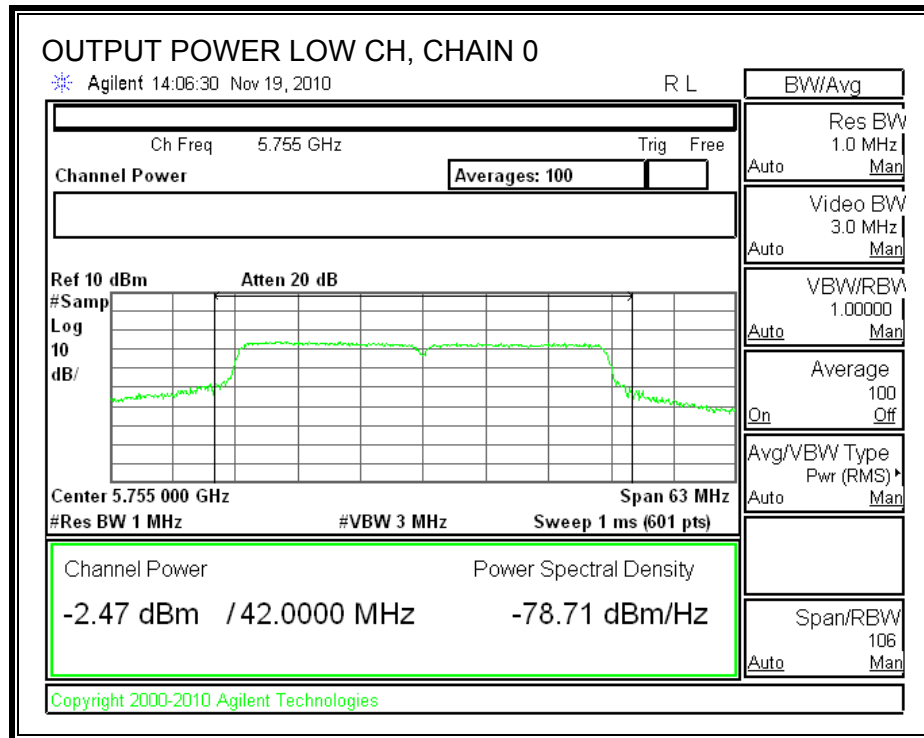 OUTPUT POWER LOW CH, CHAIN 0
Agilent 14:06:30 Nov 19, 2010 R L
BW/Avg
Ch Freq 5.755 GHz Trig Free
Channel Power Averages: 100
Ref 10 dBm Atten 20 dB
#Samp
Log
10
dB/
Center 5.755 000 GHz Span 63 MHz
#Res BW 1 MHz #VBW 3 MHz Sweep 1 ms (601 pts)
Channel Power Power Spectral Density
-2.47 dBm / 42.0000 MHz -78.71 dBm/Hz
Copyright 2000-2010 Agilent Technologies
Res BW
1.0 MHz
Auto Man
Video BW
3.0 MHz
Auto Man
VBW/RBW
1.00000
Auto Man
Average
100
On Off
Avg/VBW Type
Pwr (RMS)
Auto Man
Span/RBW
106
Auto Man